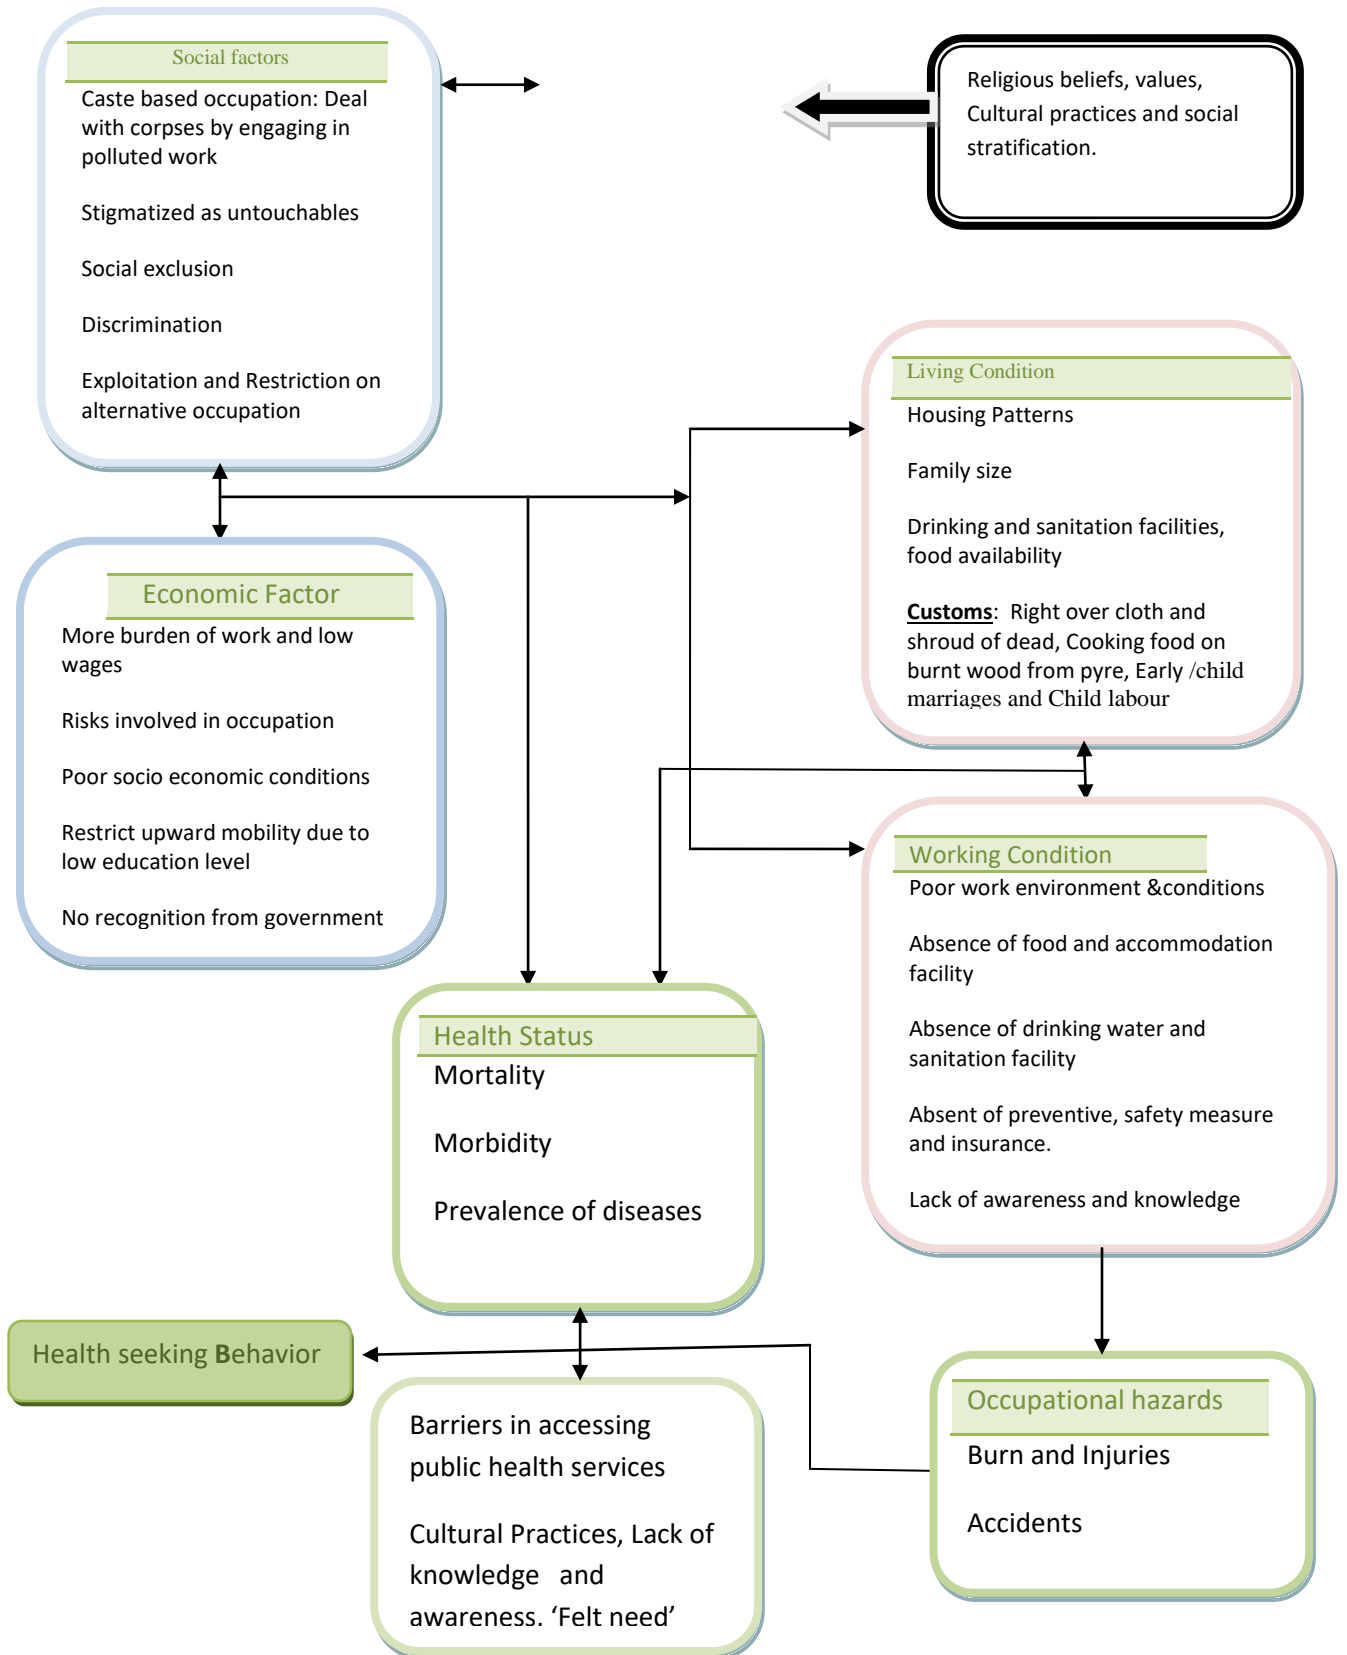 Social factors
Caste based occupation: Deal
with corpses by engaging in
polluted work
Stigmatized as untouchables
Social exclusion
Discrimination
Exploitation and Restriction on
alternative occupation
Religious beliefs, values,
Cultural practices and social
stratification.
Living Condition
Housing Patterns
Family size
Drinking and sanitation facilities,
food availability
Customs: Right over cloth and
shroud of dead, Cooking food on
burnt wood from pyre, Early /child
marriages and Child labour
Economic Factor
More burden of work and low
wages
Risks involved in occupation
Poor socio economic conditions
Restrict upward mobility due to
low education level
No recognition from government
Working Condition
Poor work environment &conditions
Absence of food and accommodation
facility
Absence of drinking water and
sanitation facility
Absent of preventive, safety measure
and insurance.
Lack of awareness and knowledge
Health Status
Mortality
Morbidity
Prevalence of diseases
Health seeking Behavior
Barriers in accessing
public health services
Cultural Practices, Lack of
knowledge and
awareness. ‘Felt need’
Occupational hazards
Burn and Injuries
Accidents